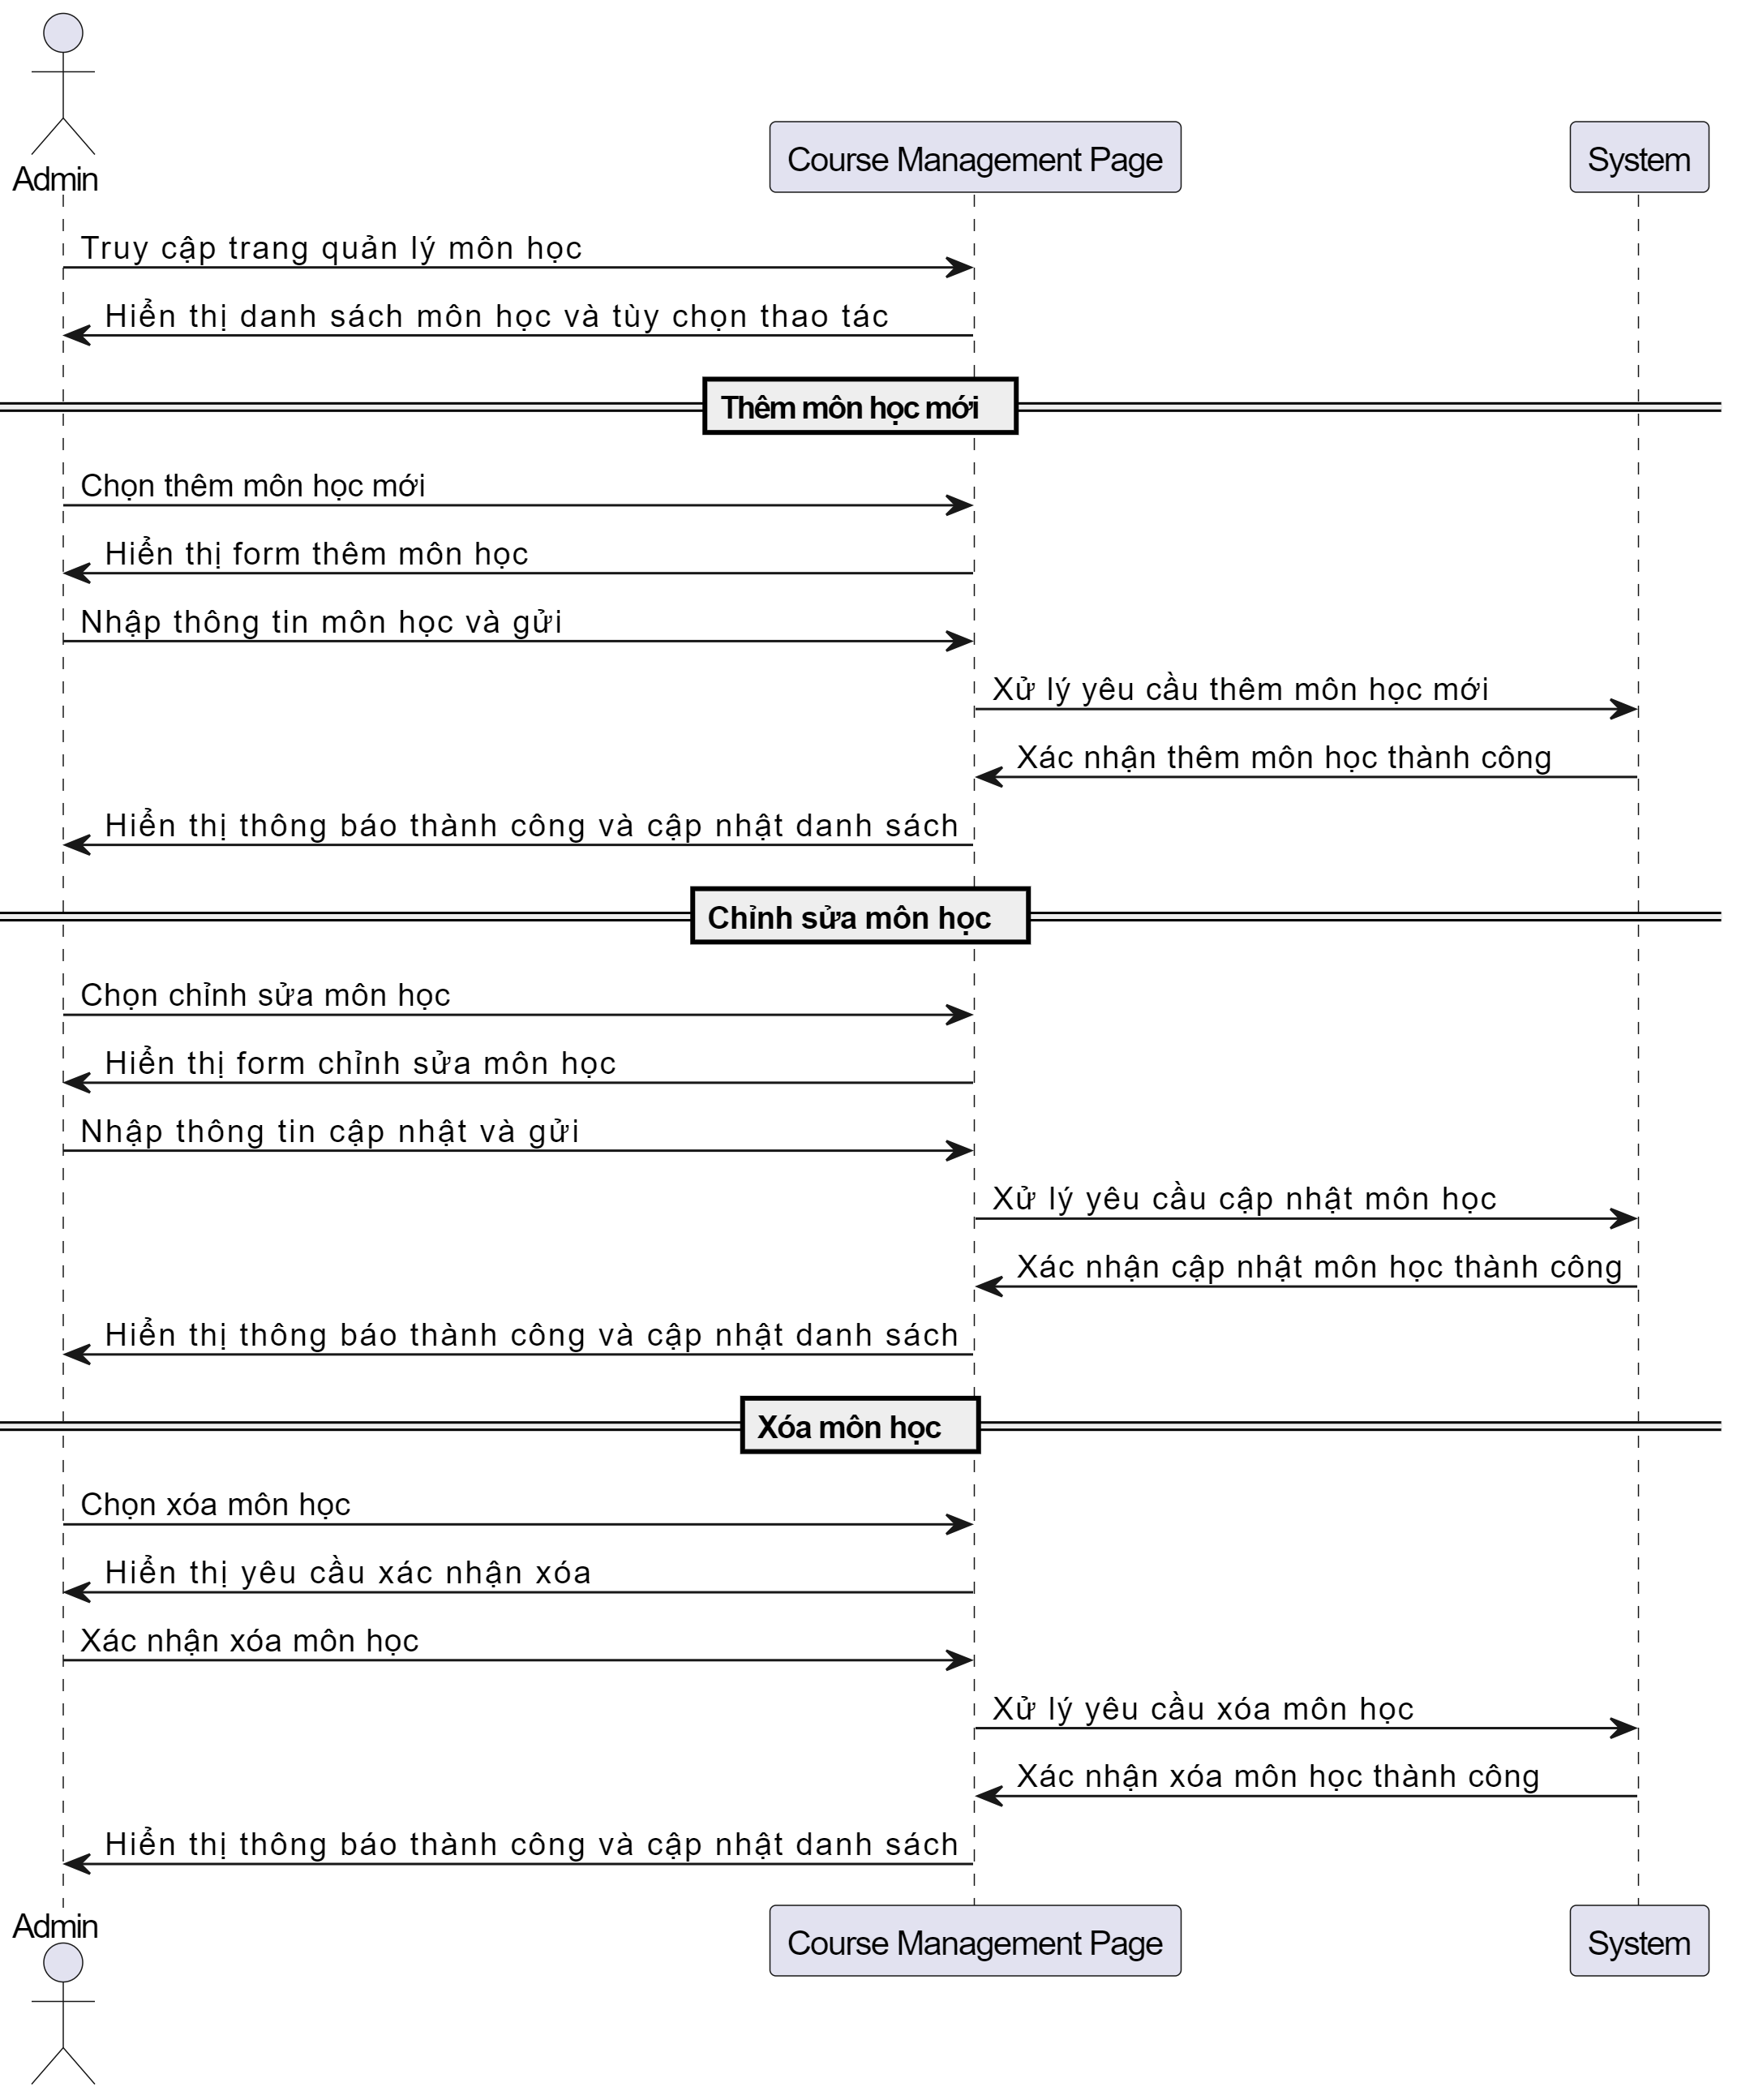 Admin
Course Management Page
System
Truy cập trang quản lý môn học
Hiển thị danh sách môn học và tùy chọn thao tác
Thêm môn học mới
Chọn thêm môn học mới
Hiển thị form thêm môn học
Nhập thông tin môn học và gửi
Xử lý yêu cầu thêm môn học mới
Xác nhận thêm môn học thành công
Hiển thị thông báo thành công và cập nhật danh sách
Chỉnh sửa môn học
Chọn chỉnh sửa môn học
Hiển thị form chỉnh sửa môn học
Nhập thông tin cập nhật và gửi
Xử lý yêu cầu cập nhật môn học
Xác nhận cập nhật môn học thành công
Hiển thị thông báo thành công và cập nhật danh sách
Xóa môn học
Chọn xóa môn học
Hiển thị yêu cầu xác nhận xóa
Xác nhận xóa môn học
Xử lý yêu cầu xóa môn học
Xác nhận xóa môn học thành công
Hiển thị thông báo thành công và cập nhật danh sách
Admin
Course Management Page
System